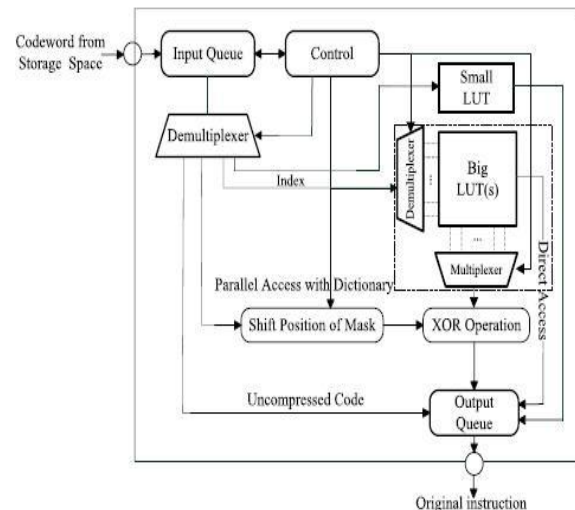 Codeword from
Storage Space
Input Queue
Control
Small
LUT
Demultiplexer
Index
Demultiplexer
...
Big
LUT(s)
...
Multiplexer
Direct Access
Parallel Access with Dictionary
Shift Position of Mask
XOR Operation
Uncompressed Code
Output
Queue
Original instruction